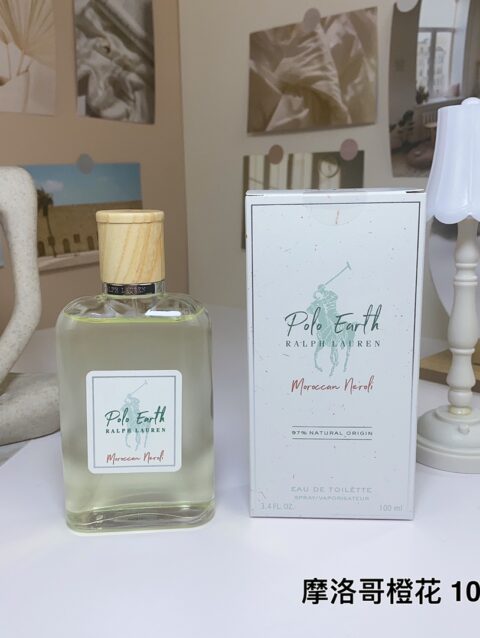 Polo Earth
RALPH LAUREN
Moroccan Neroli
97% NATURAL ORIGIN
EAU DE TOILETTE
SPRAY/VAPORISATEUR
3.4 FL. OZ. 100 ml
Polo Earth
RALPH LAUREN
Moroccan Neroli
摩洛哥橙花 10